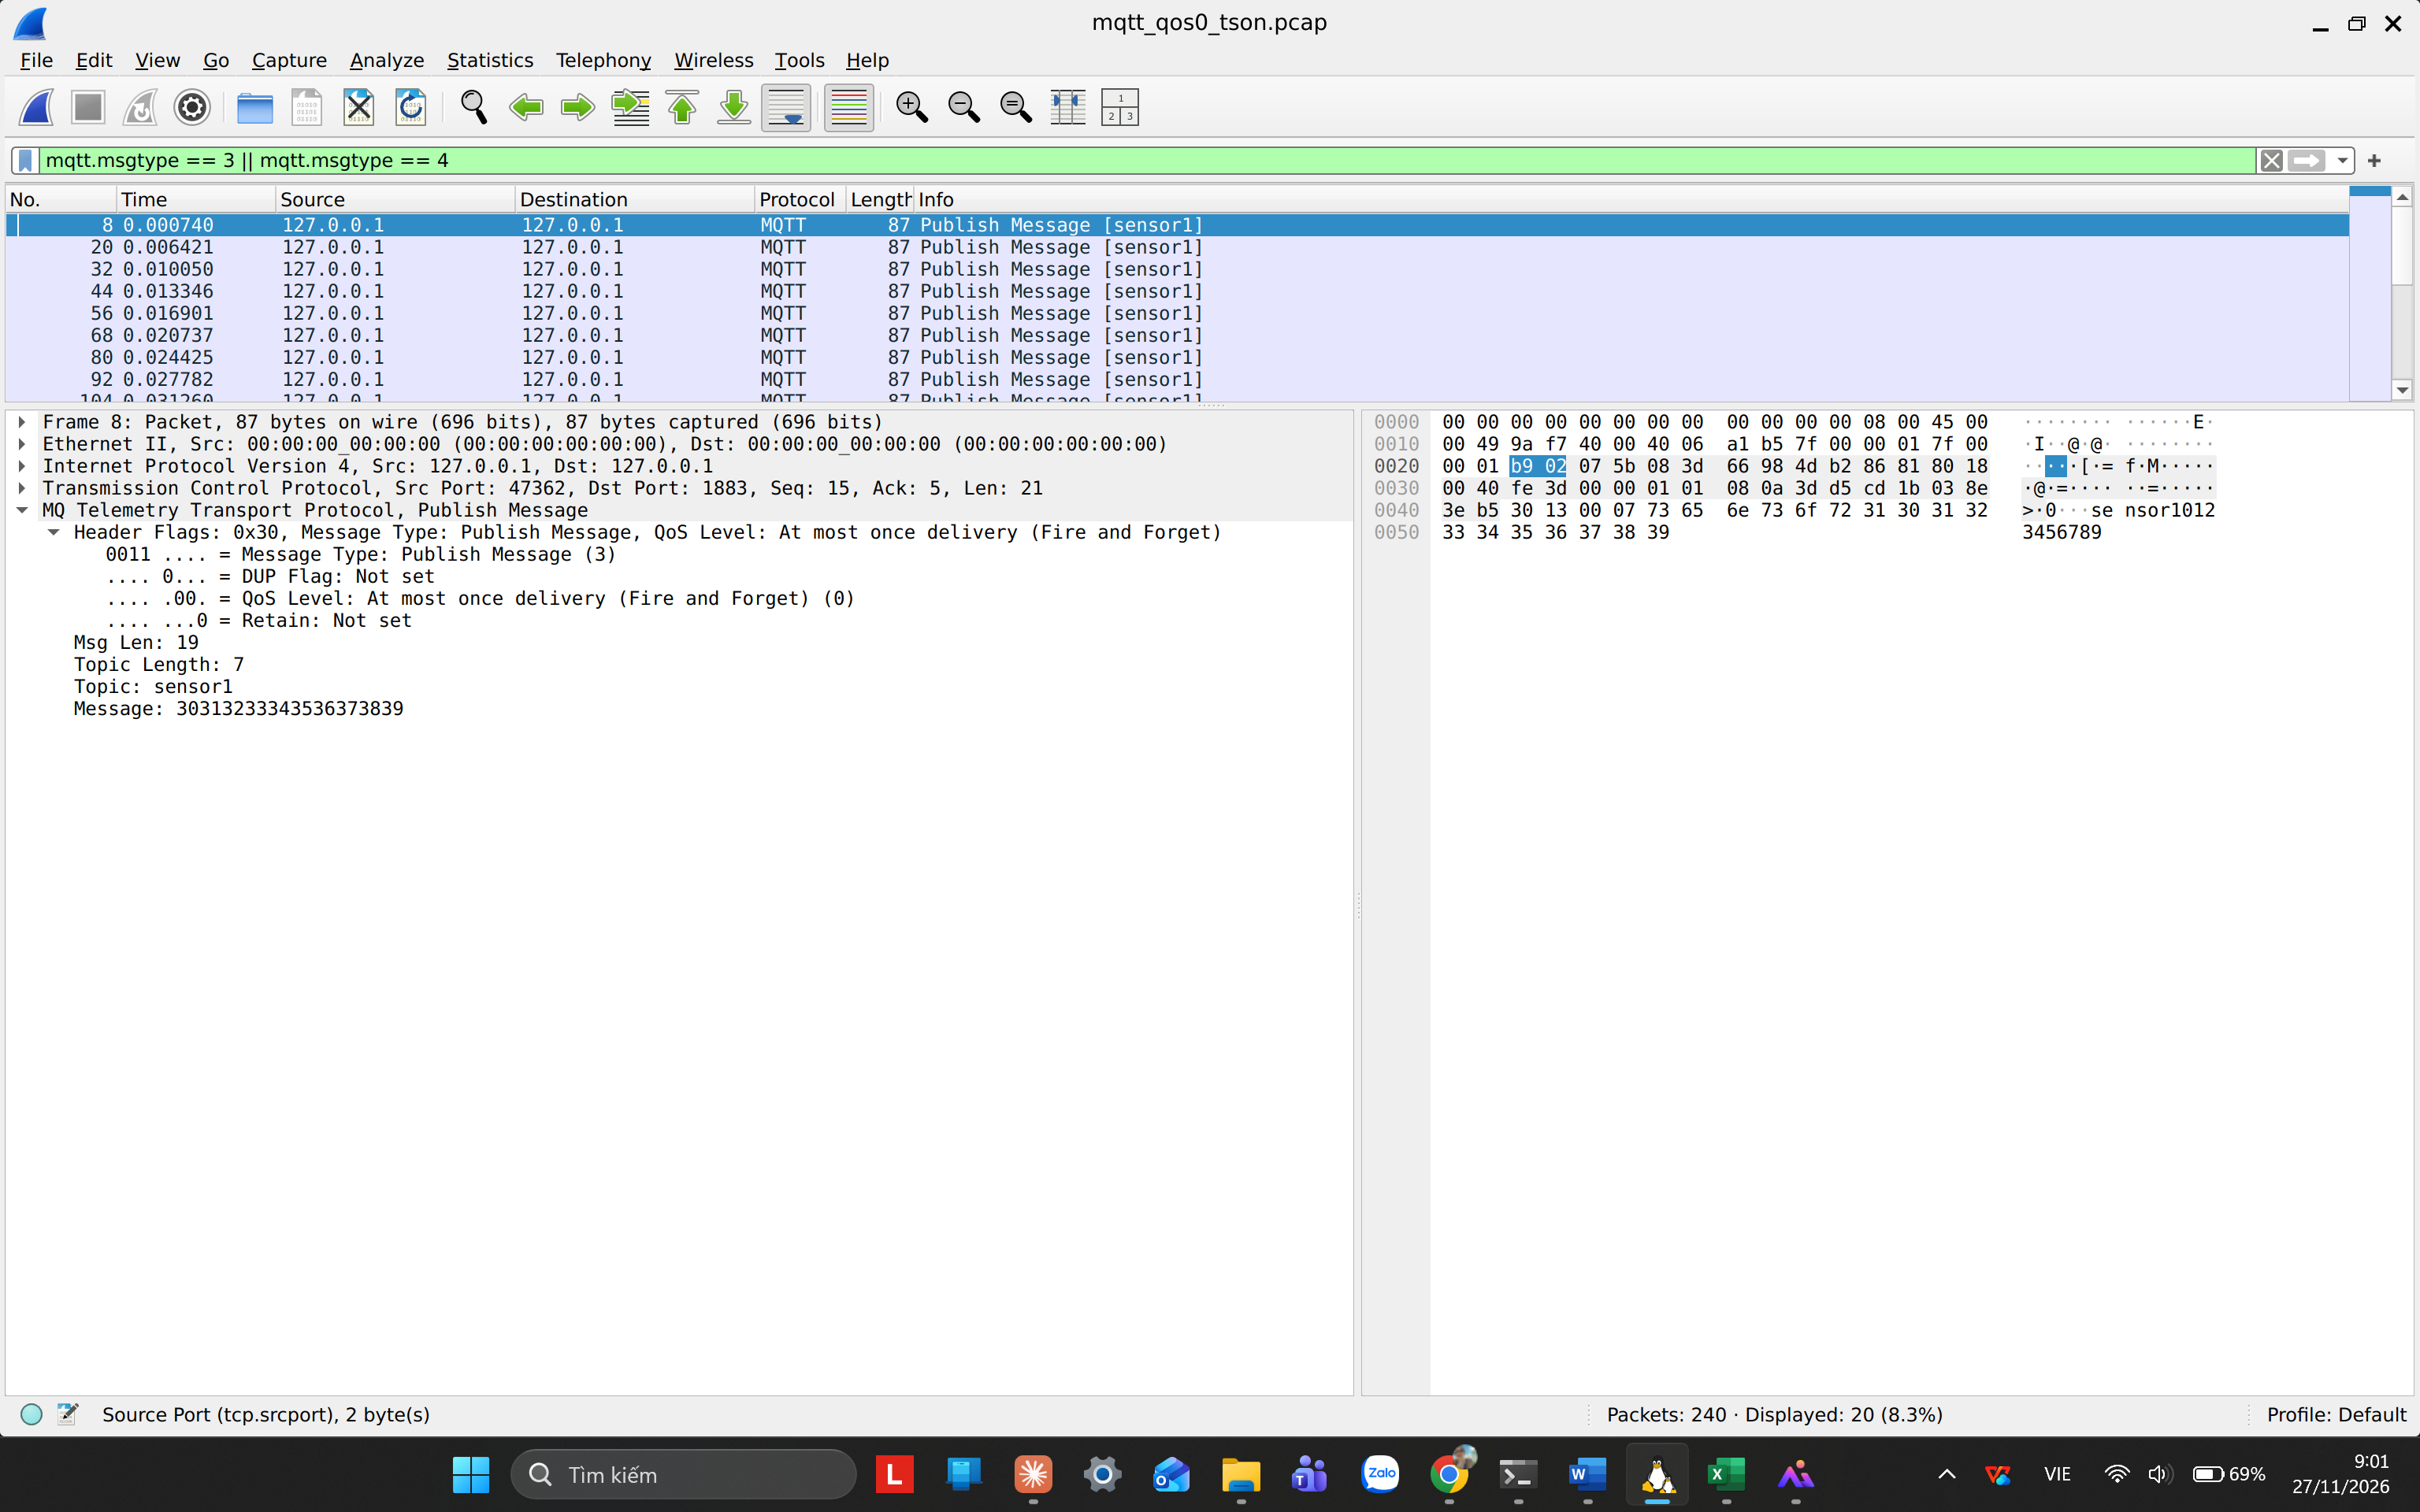 mqtt_qos0_tson.pcap
File Edit View Go Capture Analyze Statistics Telephony Wireless Tools Help
mqtt.msgtype == 3 || mqtt.msgtype == 4
No. Time Source Destination Protocol Length Info
8 0.000740 127.0.0.1 127.0.0.1 MQTT 87 Publish Message [sensor1]
20 0.006421 127.0.0.1 127.0.0.1 MQTT 87 Publish Message [sensor1]
32 0.010050 127.0.0.1 127.0.0.1 MQTT 87 Publish Message [sensor1]
44 0.013346 127.0.0.1 127.0.0.1 MQTT 87 Publish Message [sensor1]
56 0.016901 127.0.0.1 127.0.0.1 MQTT 87 Publish Message [sensor1]
68 0.020737 127.0.0.1 127.0.0.1 MQTT 87 Publish Message [sensor1]
80 0.024425 127.0.0.1 127.0.0.1 MQTT 87 Publish Message [sensor1]
92 0.027782 127.0.0.1 127.0.0.1 MQTT 87 Publish Message [sensor1]
104 0.031260 127.0.0.1 127.0.0.1 MQTT 87 Publish Message [sensor1]
Frame 8: Packet, 87 bytes on wire (696 bits), 87 bytes captured (696 bits)
Ethernet II, Src: 00:00:00_00:00:00 (00:00:00:00:00:00), Dst: 00:00:00_00:00:00 (00:00:00:00:00:00)
Internet Protocol Version 4, Src: 127.0.0.1, Dst: 127.0.0.1
Transmission Control Protocol, Src Port: 47362, Dst Port: 1883, Seq: 15, Ack: 5, Len: 21
MQ Telemetry Transport Protocol, Publish Message
Header Flags: 0x30, Message Type: Publish Message, QoS Level: At most once delivery (Fire and Forget)
0011 .... = Message Type: Publish Message (3)
.... 0... = DUP Flag: Not set
.... .00. = QoS Level: At most once delivery (Fire and Forget) (0)
.... ...0 = Retain: Not set
Msg Len: 19
Topic Length: 7
Topic: sensor1
Message: 30313233343536373839
0000 00 00 00 00 00 00 00 00 00 00 00 00 08 00 45 00 ········ ······E·
0010 00 49 9a f7 40 00 40 06 a1 b5 7f 00 00 01 7f 00 ·I··@·@· ········
0020 00 01 b9 02 07 5b 08 3d 66 98 4d b2 86 81 80 18 ·····[·= f·M·····
0030 00 40 fe 3d 00 00 01 01 08 0a 3d d5 cd 1b 03 8e ·@·=···· ··=·····
0040 3e b5 30 13 00 07 73 65 6e 73 6f 72 31 30 31 32 >·0···se nsor1012
0050 33 34 35 36 37 38 39 3456789
Source Port (tcp.srcport), 2 byte(s)
Packets: 240 · Displayed: 20 (8.3%)
Profile: Default
Tìm kiếm
L
Zalo
VIE
69%
9:01
27/11/2026